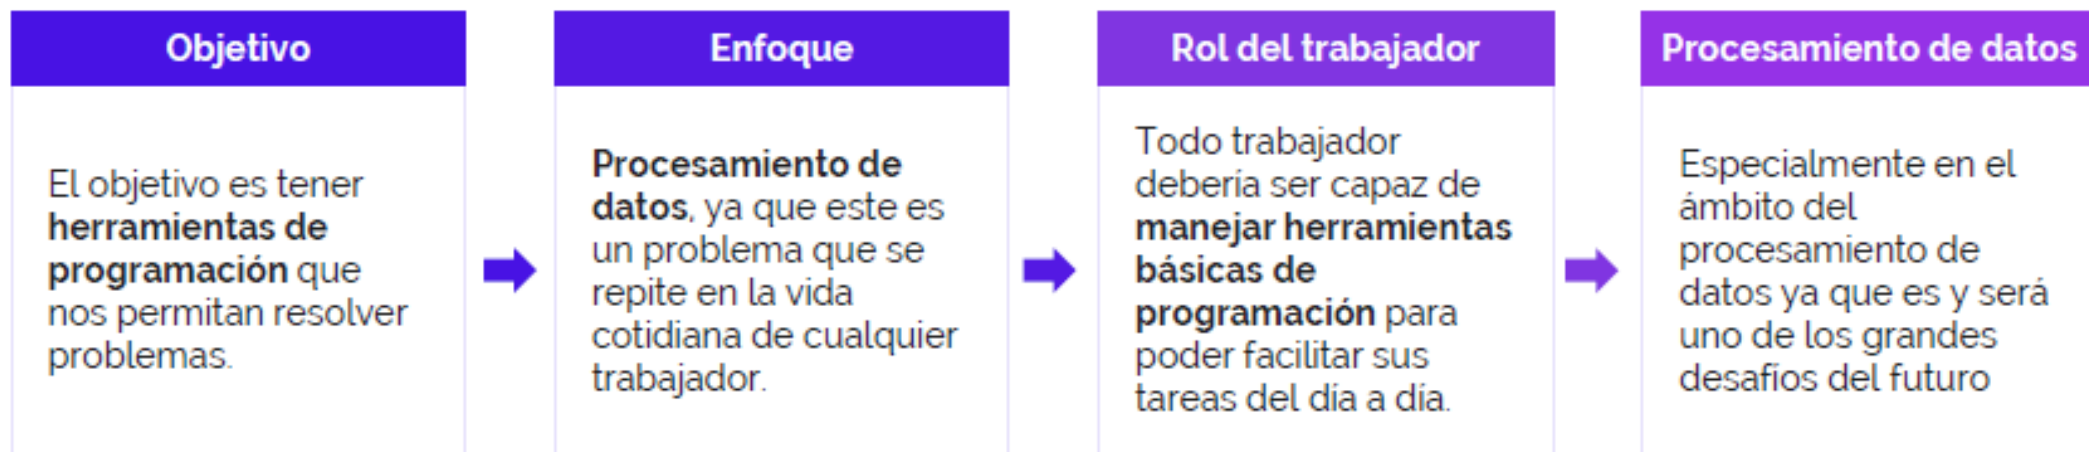 Objetivo
El objetivo es tener
herramientas de
programación que
nos permitan resolver
problemas.
Enfoque
Procesamiento de
datos, ya que este es
un problema que se
repite en la vida
cotidiana de cualquier
trabajador.
Rol del trabajador
Todo trabajador
debería ser capaz de
manejar herramientas
básicas de
programación para
poder facilitar sus
tareas del día a día.
Procesamiento de datos
Especialmente en el
ámbito del
procesamiento de
datos ya que es y será
uno de los grandes
desafíos del futuro